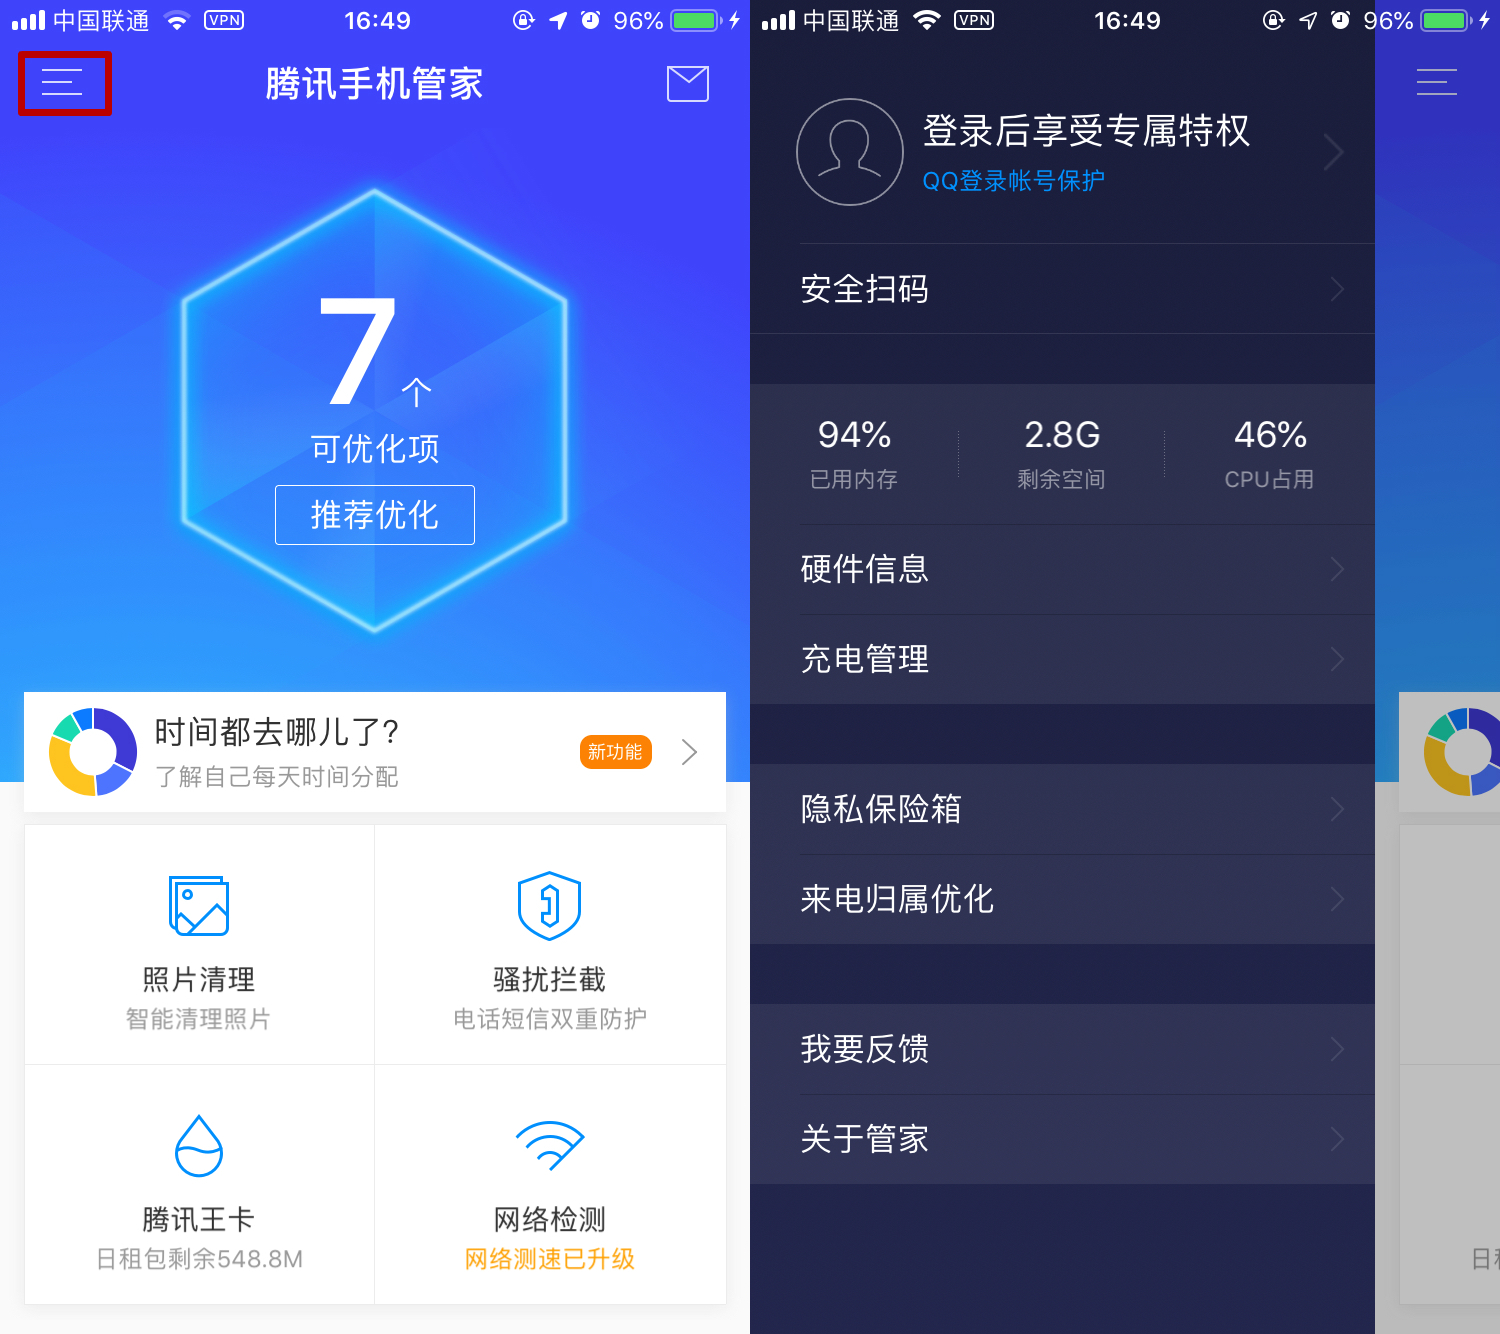 中国联通 VPN 16:49 96%
腾讯手机管家
7个
可优化项
推荐优化
时间都去哪儿了?
了解自己每天时间分配
新功能
照片清理
智能清理照片
骚扰拦截
电话短信双重防护
腾讯王卡
日租包剩余548.8M
网络检测
网络测速已升级
中国联通 VPN 16:49 96%
登录后享受专属特权
QQ登录帐号保护
安全扫码
94% 2.8G 46%
已用内存 剩余空间 CPU占用
硬件信息
充电管理
隐私保险箱
来电归属优化
我要反馈
关于管家
日租